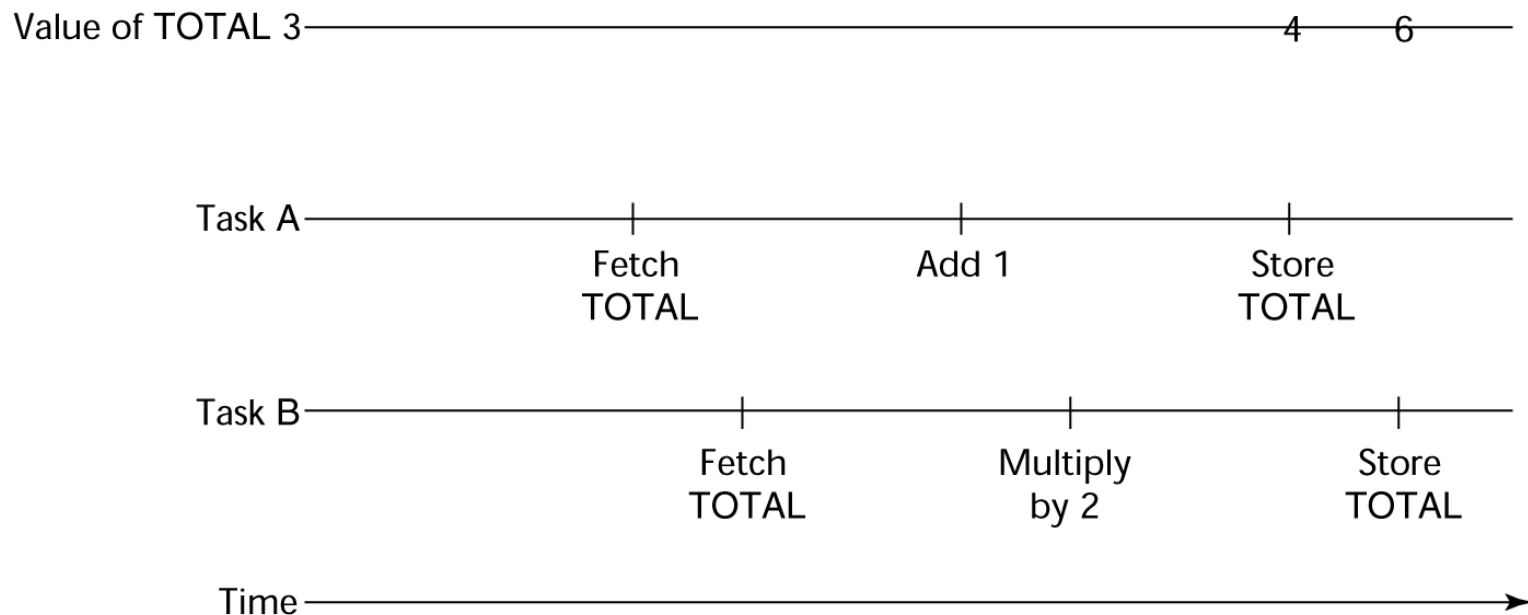 Value of TOTAL 3 4 6
Task A
Fetch TOTAL
Add 1
Store TOTAL
Task B
Fetch TOTAL
Multiply by 2
Store TOTAL
Time